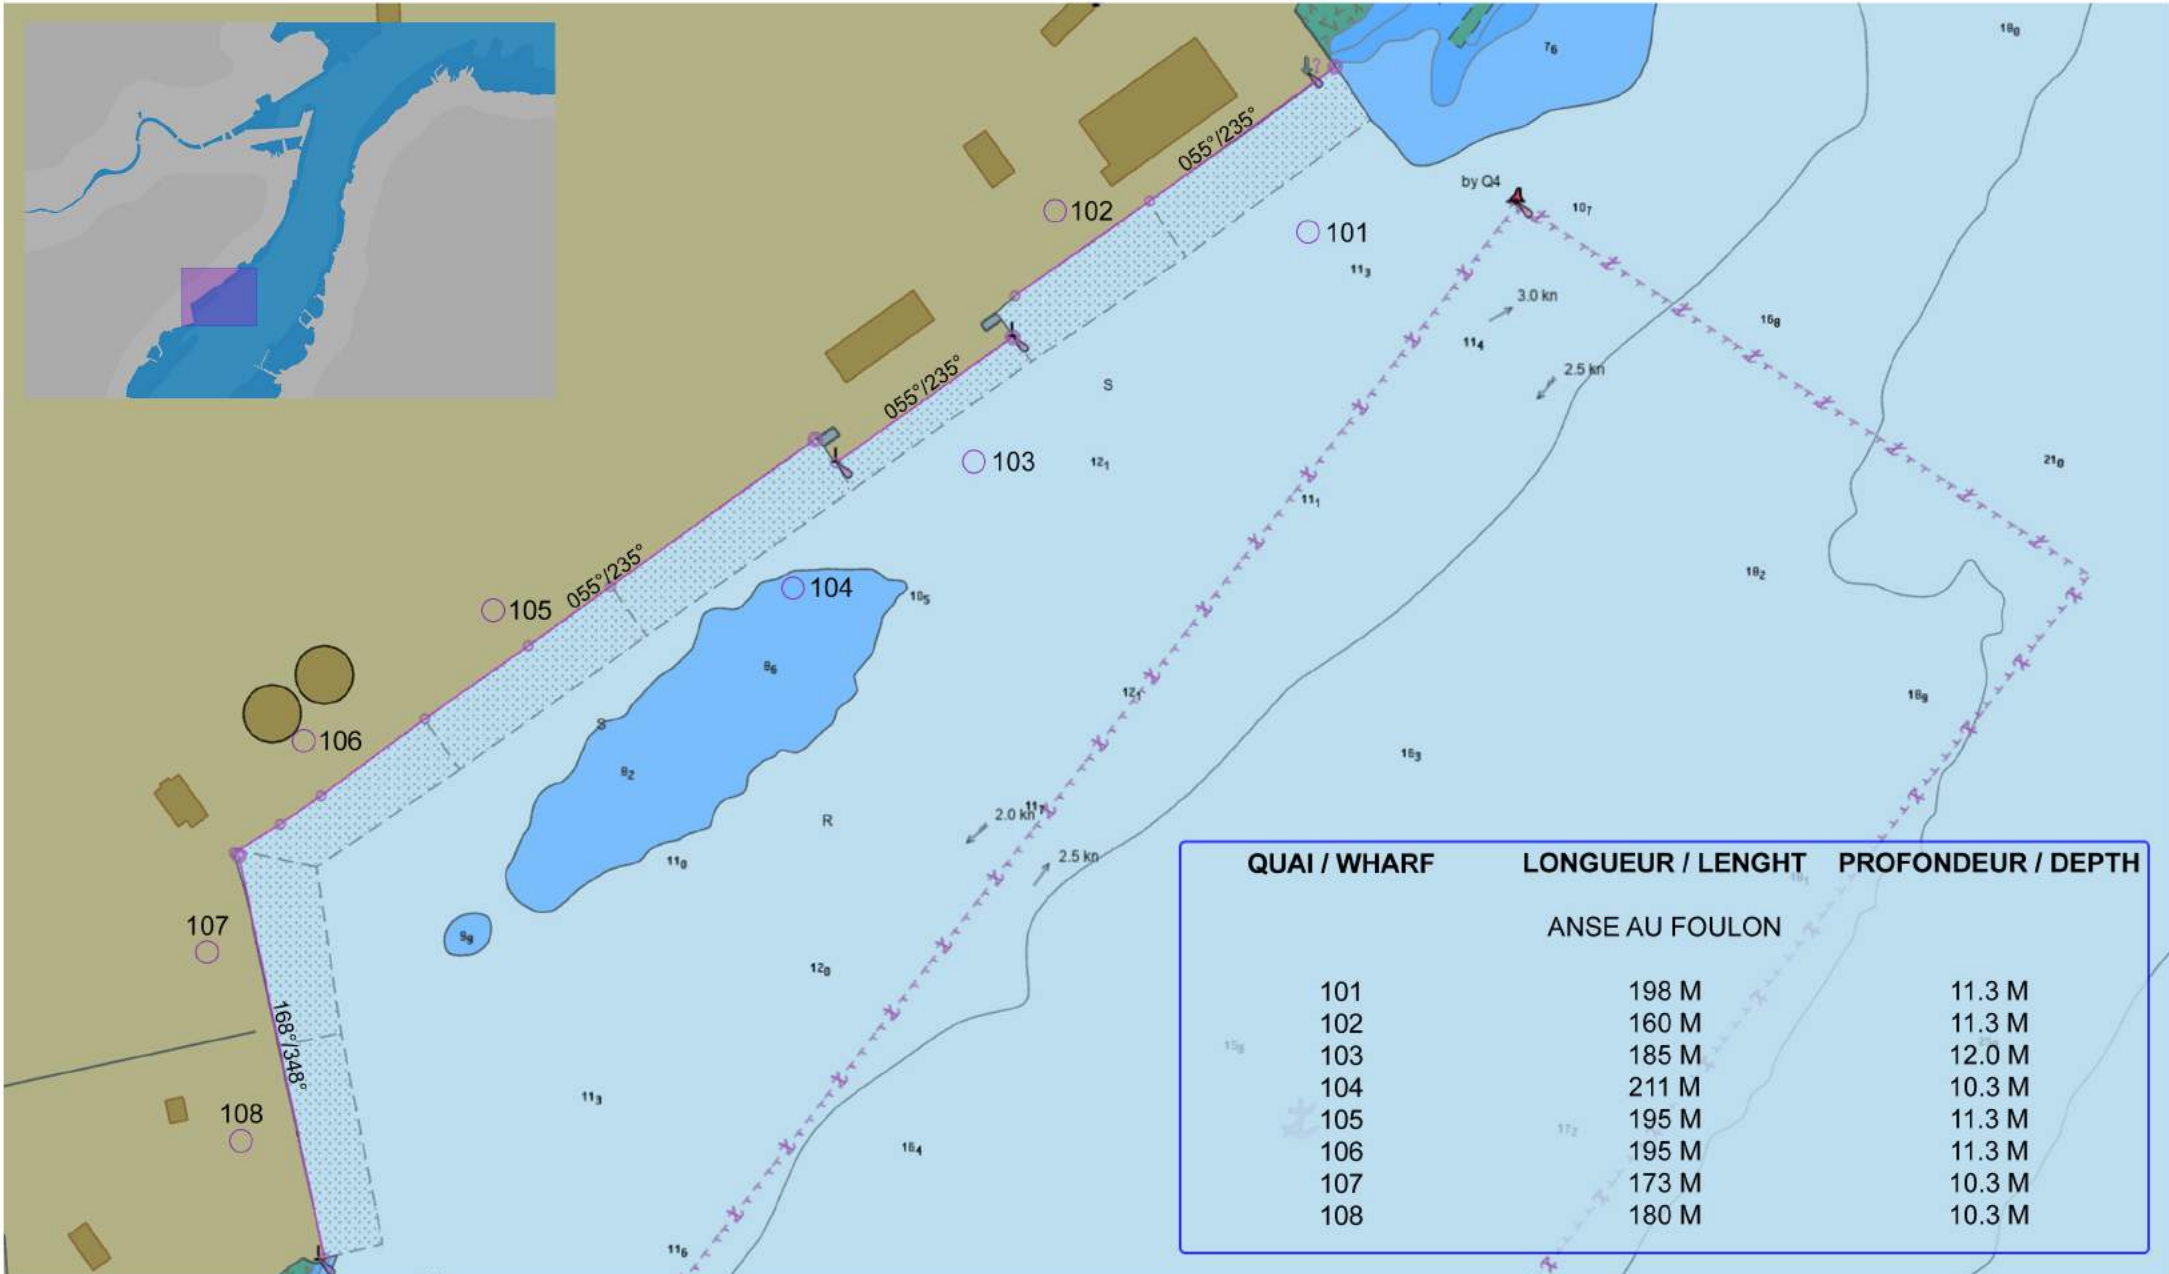 18₀
7₆
055°/235°
by Q4
10₇
102
101
11₃
3.0 kn
16₈
11₄
2.5 kn
055°/235°
S
103
12₁
21₀
11₁
18₂
055°/235°
104
10₅
105
8₆
12₁
18₉
S
106
16₃
8₂
2.0 kn
11₇
R
11₀
2.5 kn
107
9₉
12₀
168°/348°
11₃
108
16₄
11₆
QUAI / WHARF LONGUEUR / LENGHT PROFONDEUR / DEPTH
ANSE AU FOULON
101 198 M 11.3 M
102 160 M 11.3 M
103 185 M 12.0 M
104 211 M 10.3 M
105 195 M 11.3 M
106 195 M 11.3 M
107 173 M 10.3 M
108 180 M 10.3 M
17₂